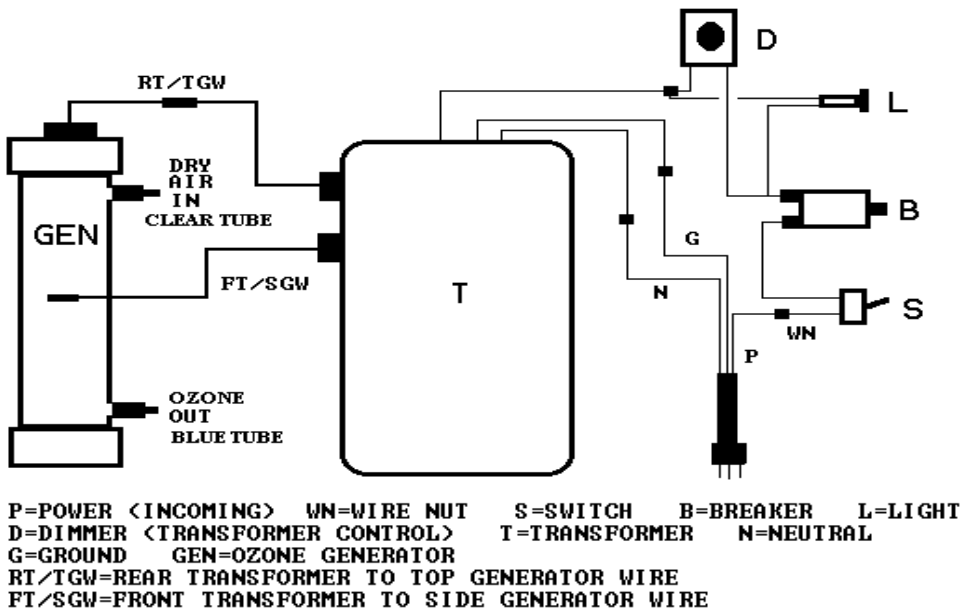 D
RT/TGW
L
DRY
AIR
IN
CLEAR TUBE
GEN
B
G
FT/SGW
N
T
S
WN
P
OZONE
OUT
BLUE TUBE
P=POWER <INCOMING> WN=WIRE NUT S=SWITCH B=BREAKER L=LIGHT
D=DIMMER <TRANSFORMER CONTROL> T=TRANSFORMER N=NEUTRAL
G=GROUND GEN=OZONE GENERATOR
RT/TGW=REAR TRANSFORMER TO TOP GENERATOR WIRE
FT/SGW=FRONT TRANSFORMER TO SIDE GENERATOR WIRE